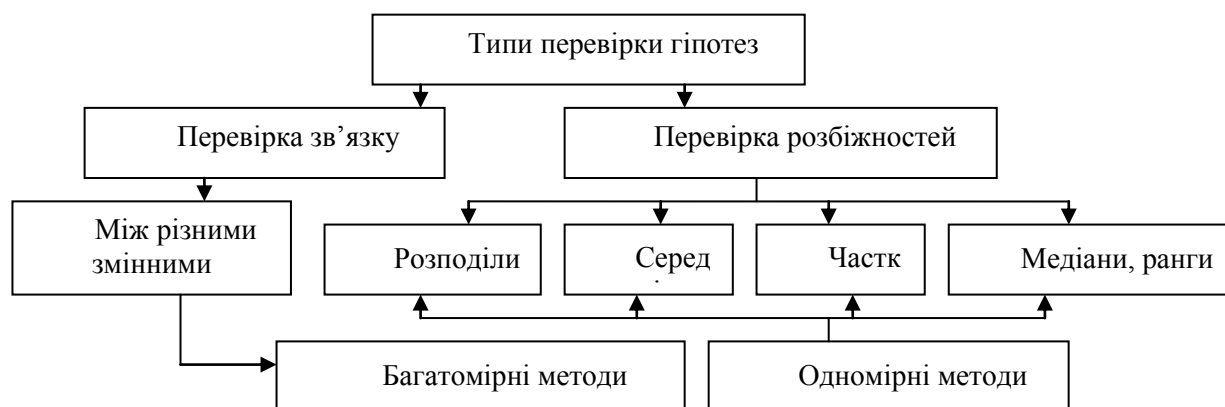 Типи перевірки гіпотез
Перевірка зв’язку
Перевірка розбіжностей
Між різними
змінними
Розподіли
Серед
Частк
Медіани, ранги
Багатомірні методи
Одномірні методи